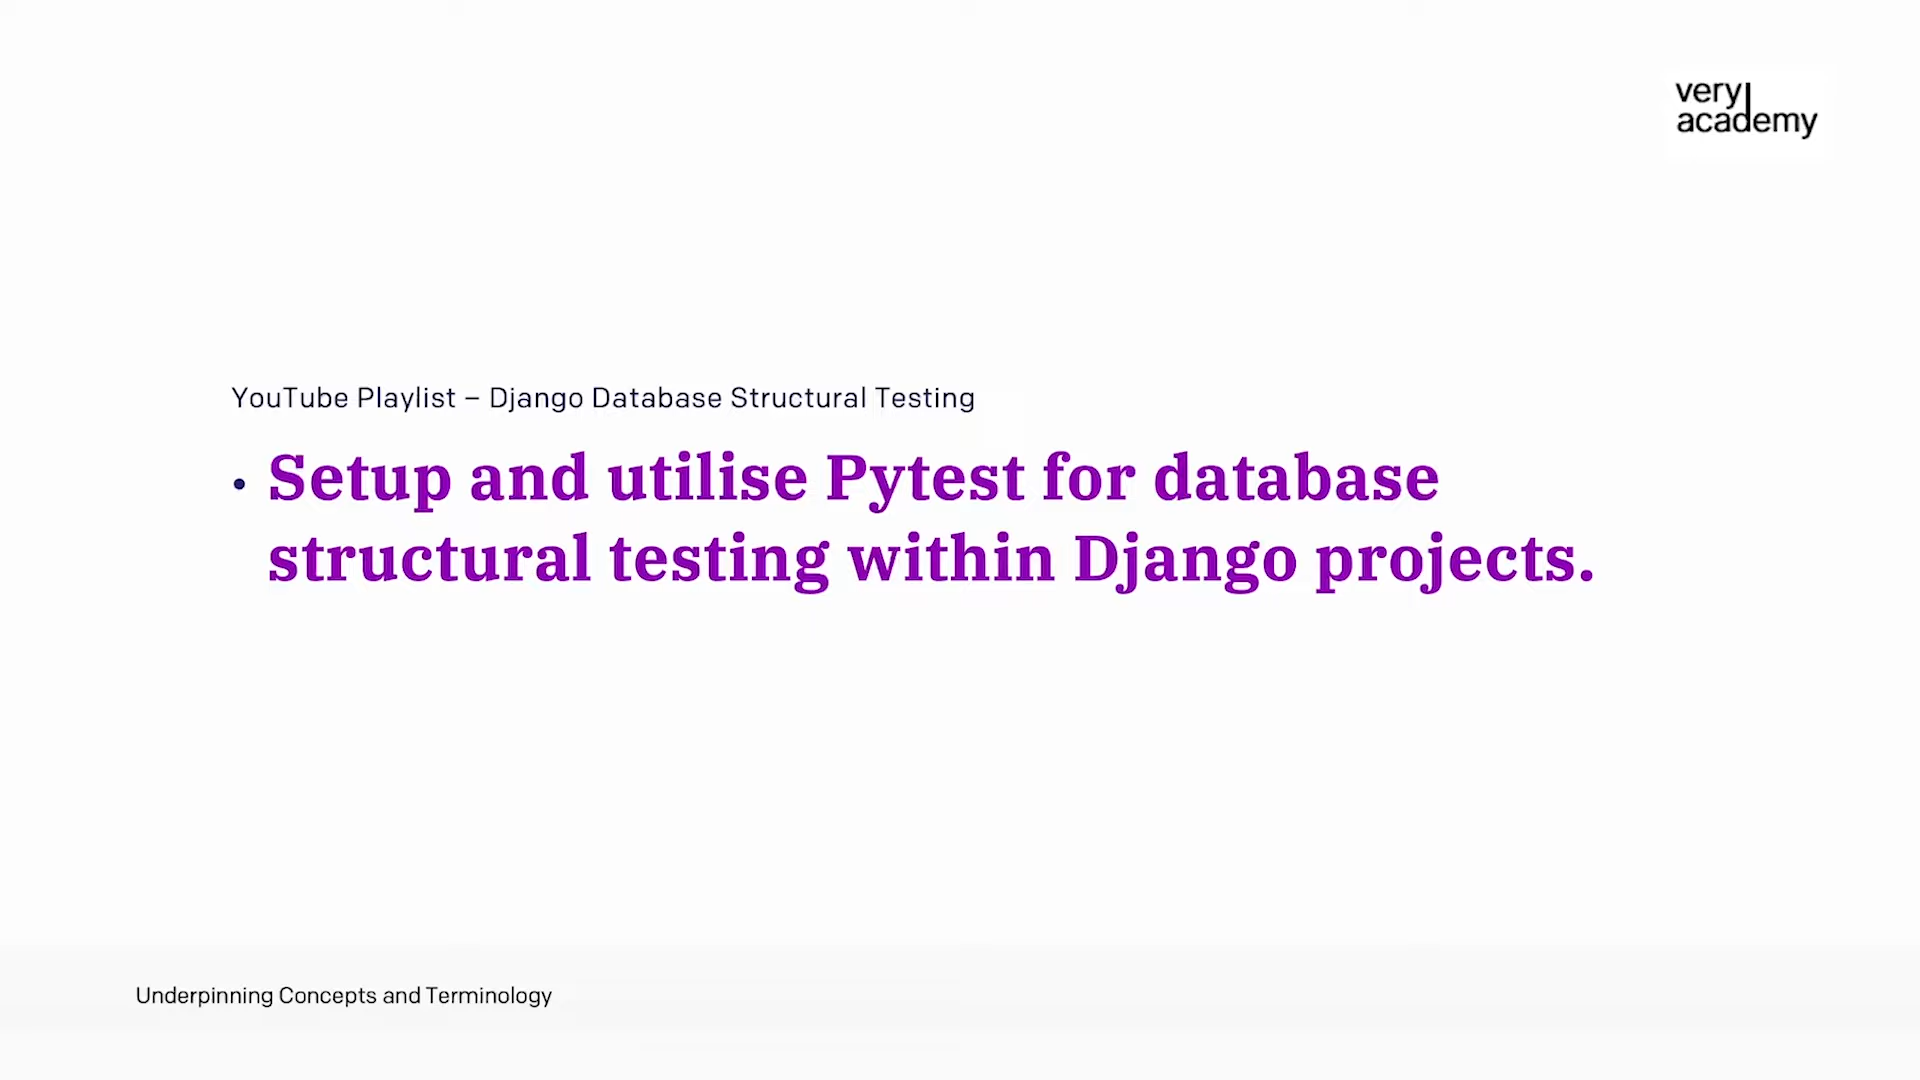 very
academy
YouTube Playlist – Django Database Structural Testing
• Setup and utilise Pytest for database
structural testing within Django projects.
Underpinning Concepts and Terminology